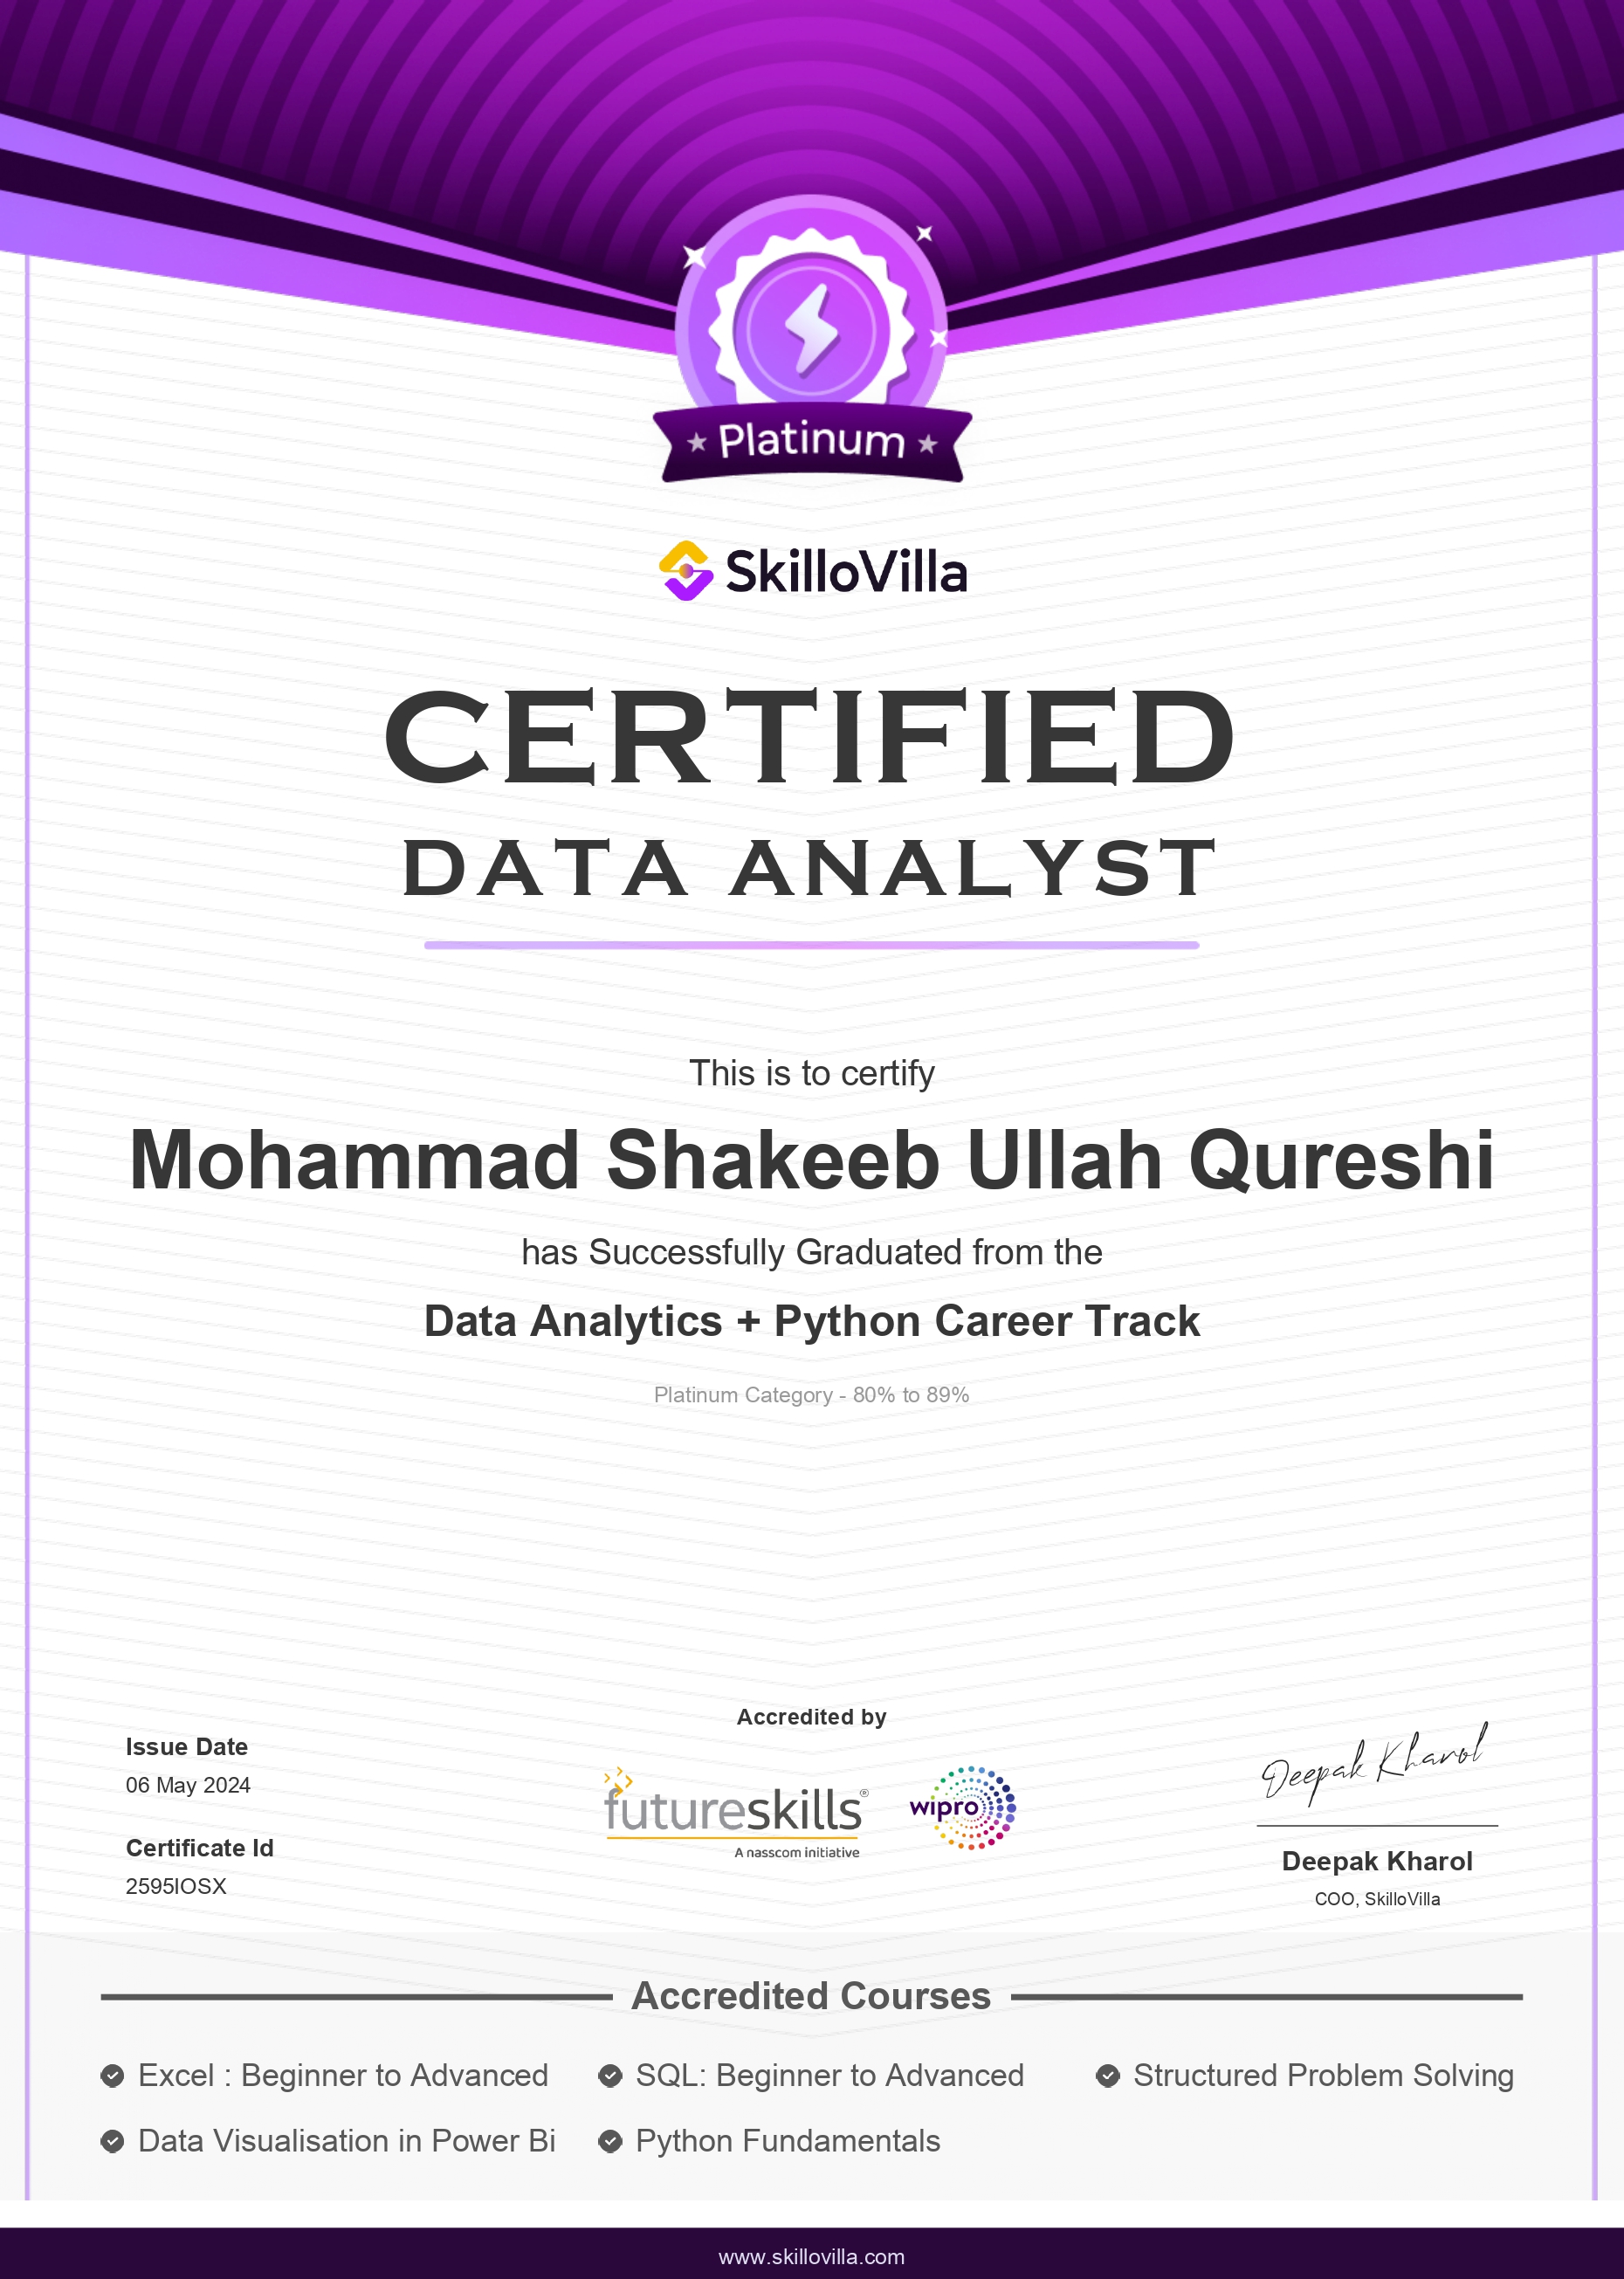 Platinum
SkilloVilla
CERTIFIED
DATA ANALYST
This is to certify
Mohammad Shakeeb Ullah Qureshi
has Successfully Graduated from the
Data Analytics + Python Career Track
Platinum Category - 80% to 89%
Issue Date
06 May 2024
Certificate Id
2595IOSX
Accredited by
futureskills®
A nasscom initiative
wipro
Deepak Kharol
Deepak Kharol
COO, SkilloVilla
Accredited Courses
Excel : Beginner to Advanced
SQL: Beginner to Advanced
Structured Problem Solving
Data Visualisation in Power Bi
Python Fundamentals
www.skillovilla.com